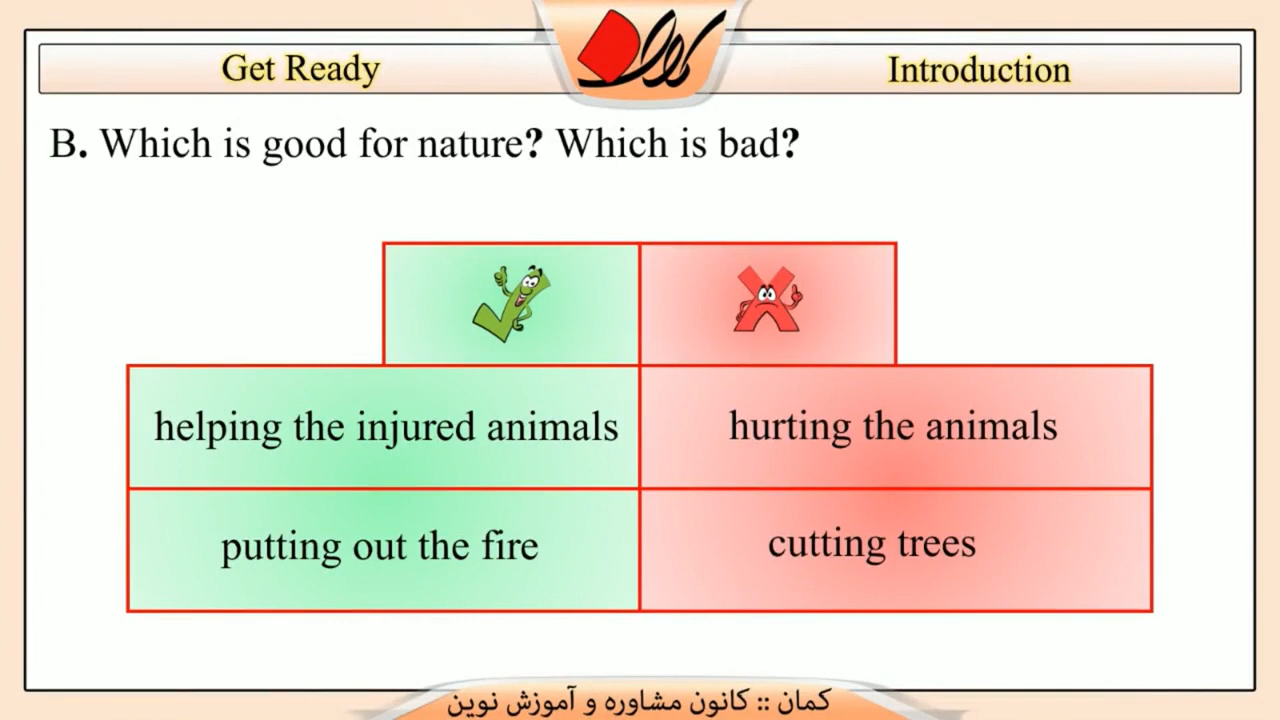 Get Ready
کمان
Introduction
B. Which is good for nature? Which is bad?
helping the injured animals
hurting the animals
putting out the fire
cutting trees
کمان :: کانون مشاوره و آموزش نوین